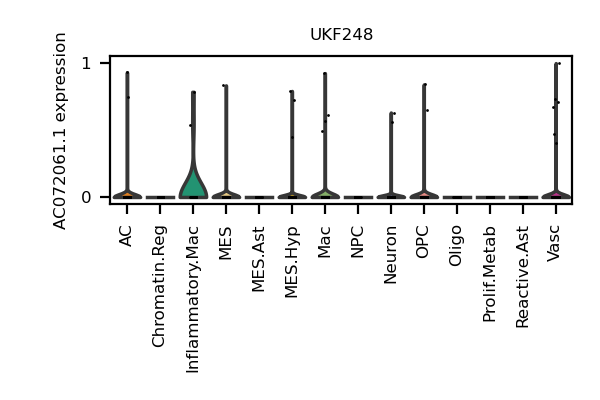 UKF248
AC072061.1 expression
1
0
AC
Chromatin.Reg
Inflammatory.Mac
MES
MES.Ast
MES.Hyp
Mac
NPC
Neuron
OPC
Oligo
Prolif.Metab
Reactive.Ast
Vasc